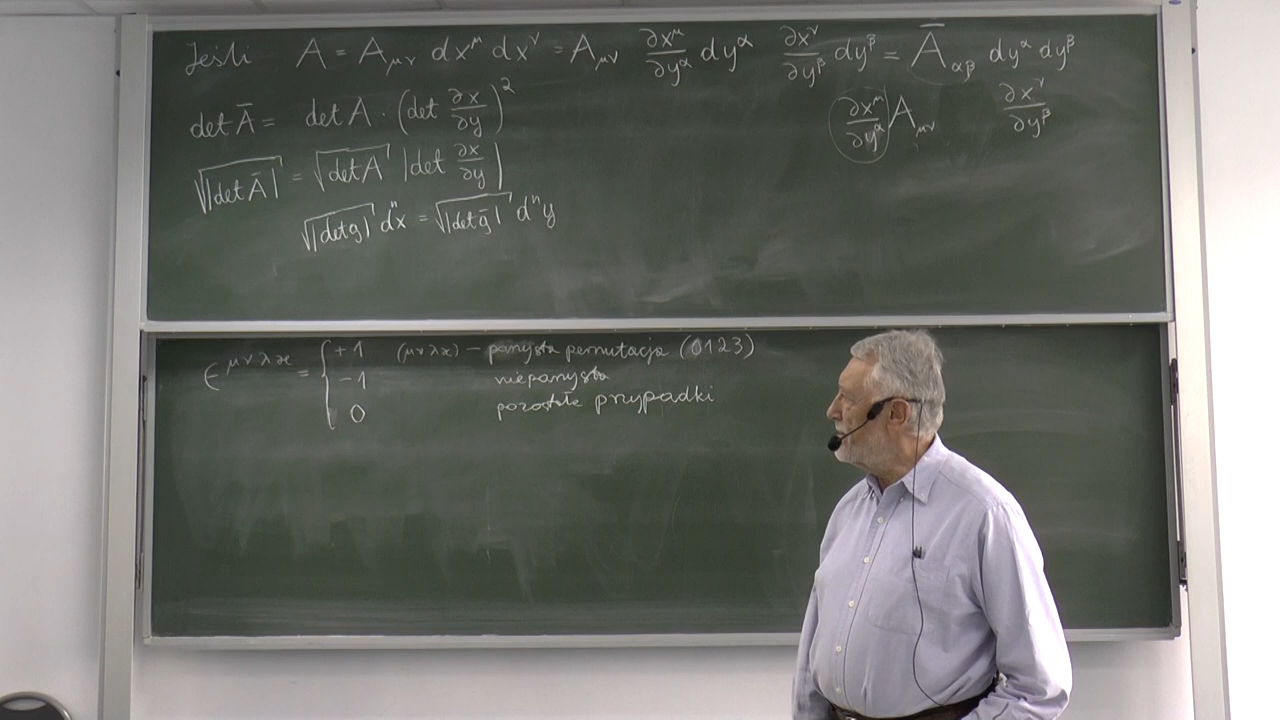 Jeśli A = A_{μν} dx^μ dx^ν = A_{μν} ∂x^μ/∂y^α dy^α ∂x^ν/∂y^β dy^β = Ā_{αβ} dy^α dy^β
∂x^μ/∂y^α A_{μν} ∂x^ν/∂y^β
det Ā = det A · (det ∂x/∂y)²
√|det Ā| = √det A |det ∂x/∂y|
√|det g| dⁿx = √|det ḡ| dⁿy
ϵ^{μνλϰ} = { +1 (μνλϰ) – parzysta permutacja (0123)
−1 nieparzysta
0 pozostałe przypadki